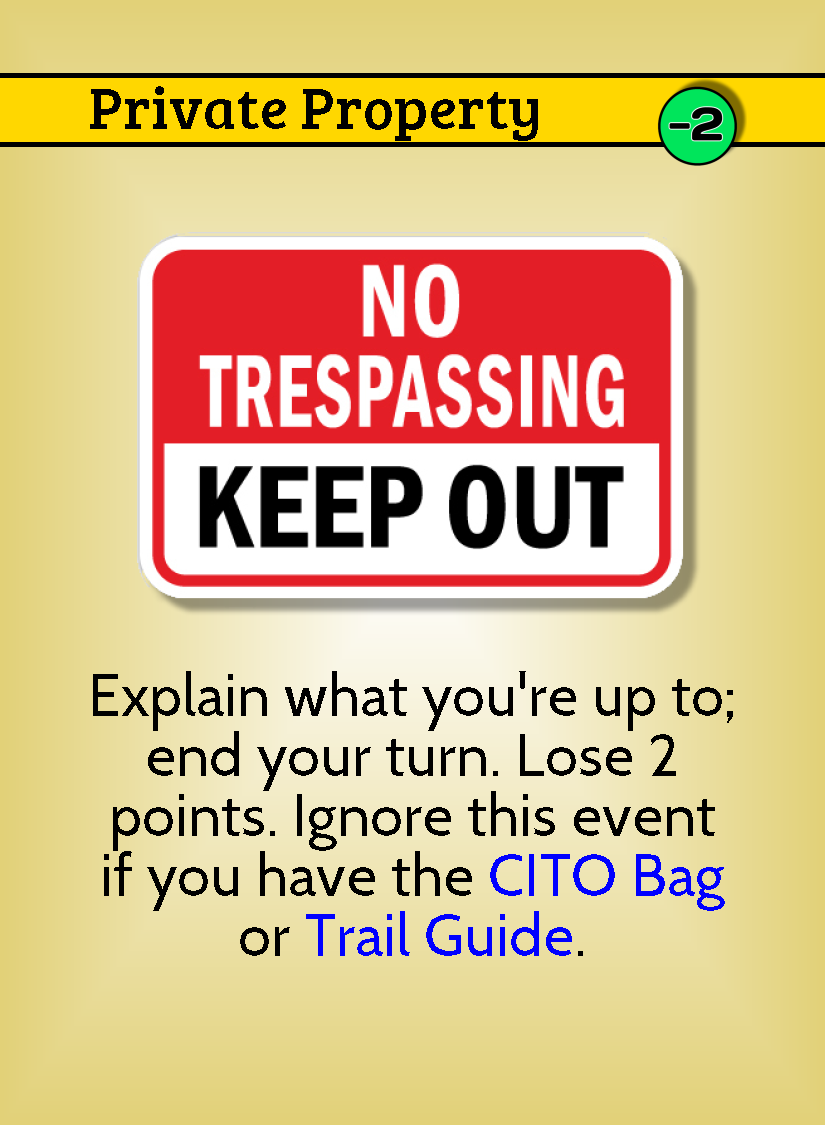 Private Property
-2
NO
TRESPASSING
KEEP OUT
Explain what you're up to;
end your turn. Lose 2
points. Ignore this event
if you have the CITO Bag
or Trail Guide.